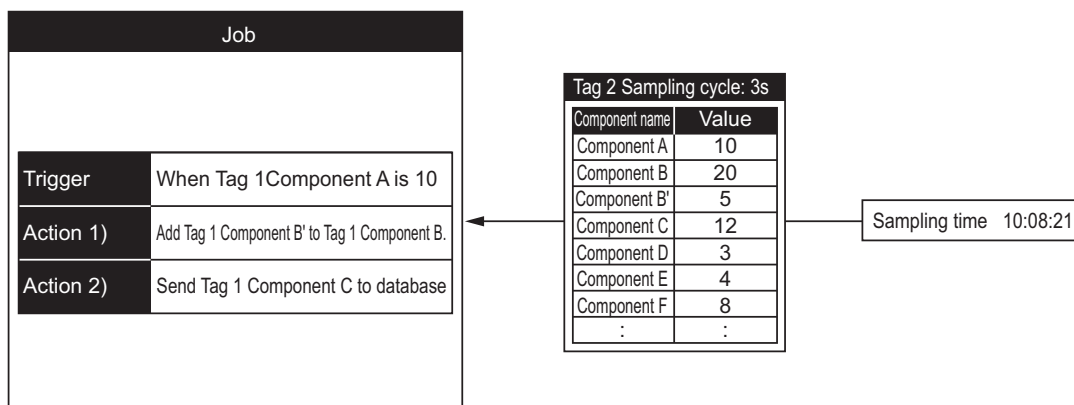 Job
Trigger When Tag 1Component A is 10
Action 1) Add Tag 1 Component B' to Tag 1 Component B.
Action 2) Send Tag 1 Component C to database
Tag 2 Sampling cycle: 3s
Component name Value
Component A 10
Component B 20
Component B' 5
Component C 12
Component D 3
Component E 4
Component F 8
: :
Sampling time 10:08:21